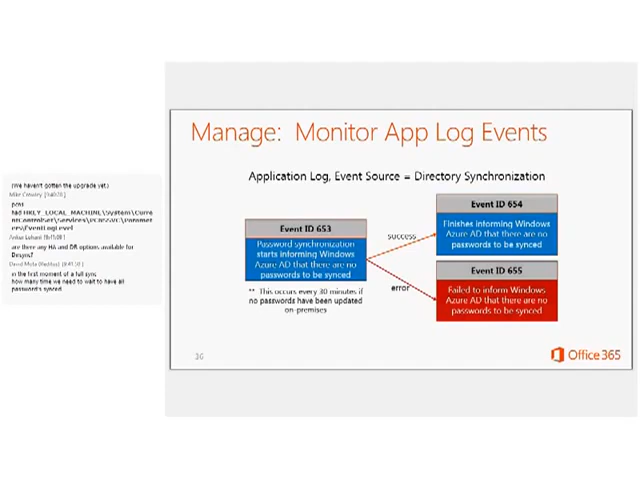 (We haven't gotten the upgrade yet.)
Mike Crowley
are there any HA and DR options available for
Dirsync?
in the first moment of a full sync
how many time we need to wait to have all
password's synced
Manage: Monitor App Log Events
Application Log, Event Source = Directory Synchronization
Event ID 653
Password synchronization
starts informing Windows
Azure AD that there are no
passwords to be synced
** This occurs every 30 minutes if
no passwords have been updated
on-premises
success
error
Event ID 654
Finishes informing Windows
Azure AD that there are no
passwords to be synced
Event ID 655
Failed to inform Windows
Azure AD that there are no
passwords to be synced
Office 365